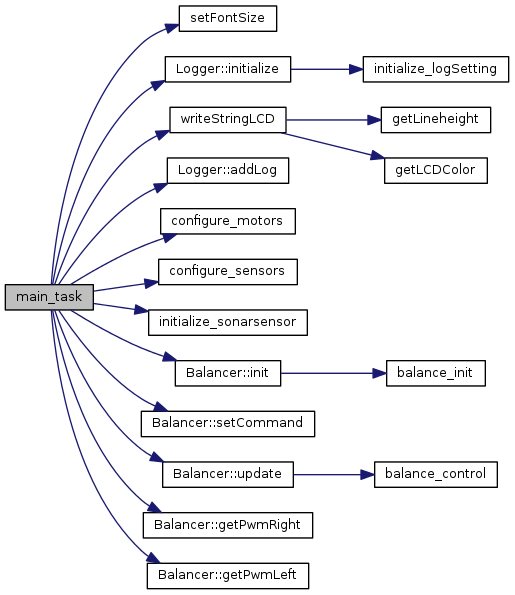 setFontSize
Logger::initialize
initialize_logSetting
writeStringLCD
getLineheight
getLCDColor
Logger::addLog
configure_motors
configure_sensors
main_task
initialize_sonarsensor
Balancer::init
balance_init
Balancer::setCommand
Balancer::update
balance_control
Balancer::getPwmRight
Balancer::getPwmLeft